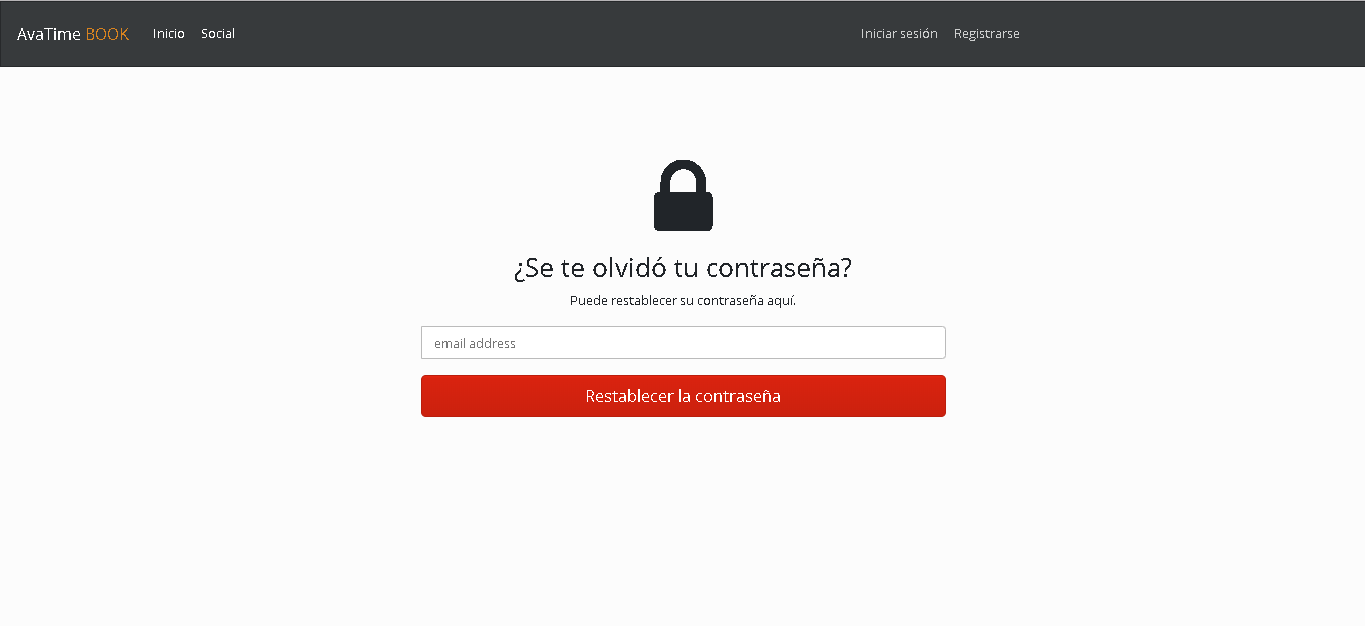 AvaTime BOOK Inicio Social Iniciar sesión Registrarse
¿Se te olvidó tu contraseña?
Puede restablecer su contraseña aquí.
email address
Restablecer la contraseña